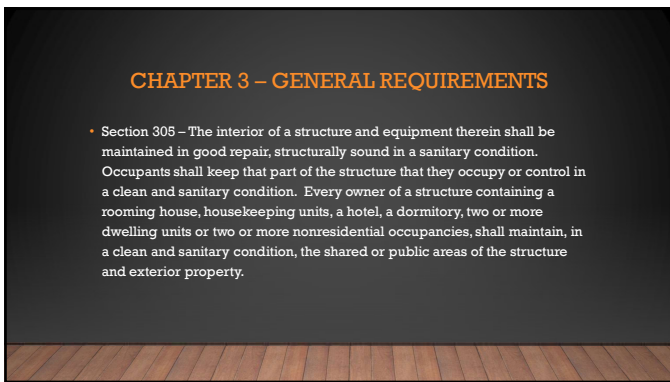 CHAPTER 3 – GENERAL REQUIREMENTS
• Section 305 – The interior of a structure and equipment therein shall be
maintained in good repair, structurally sound in a sanitary condition.
Occupants shall keep that part of the structure that they occupy or control in
a clean and sanitary condition.  Every owner of a structure containing a
rooming house, housekeeping units, a hotel, a dormitory, two or more
dwelling units or two or more nonresidential occupancies, shall maintain, in
a clean and sanitary condition, the shared or public areas of the structure
and exterior property.